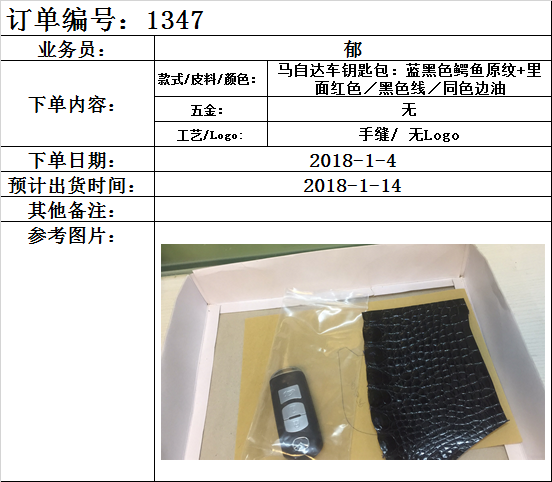 订单编号：1347
业务员：
郁
下单内容：
款式/皮料/颜色：
马自达车钥匙包：蓝黑色鳄鱼原纹+里
面红色／黑色线／同色边油
五金：
无
工艺/Logo:
手缝/ 无Logo
下单日期：
2018-1-4
预计出货时间：
2018-1-14
其他备注：
参考图片：